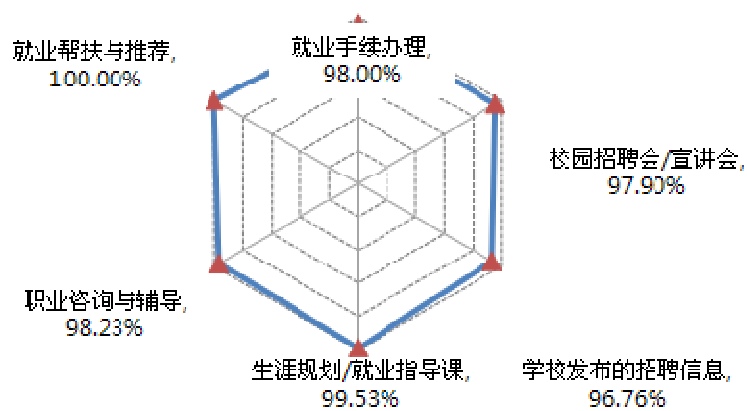 就业手续办理,
98.00%
校园招聘会/宣讲会,
97.90%
学校发布的招聘信息,
96.76%
生涯规划/就业指导课,
99.53%
职业咨询与辅导,
98.23%
就业帮扶与推荐,
100.00%